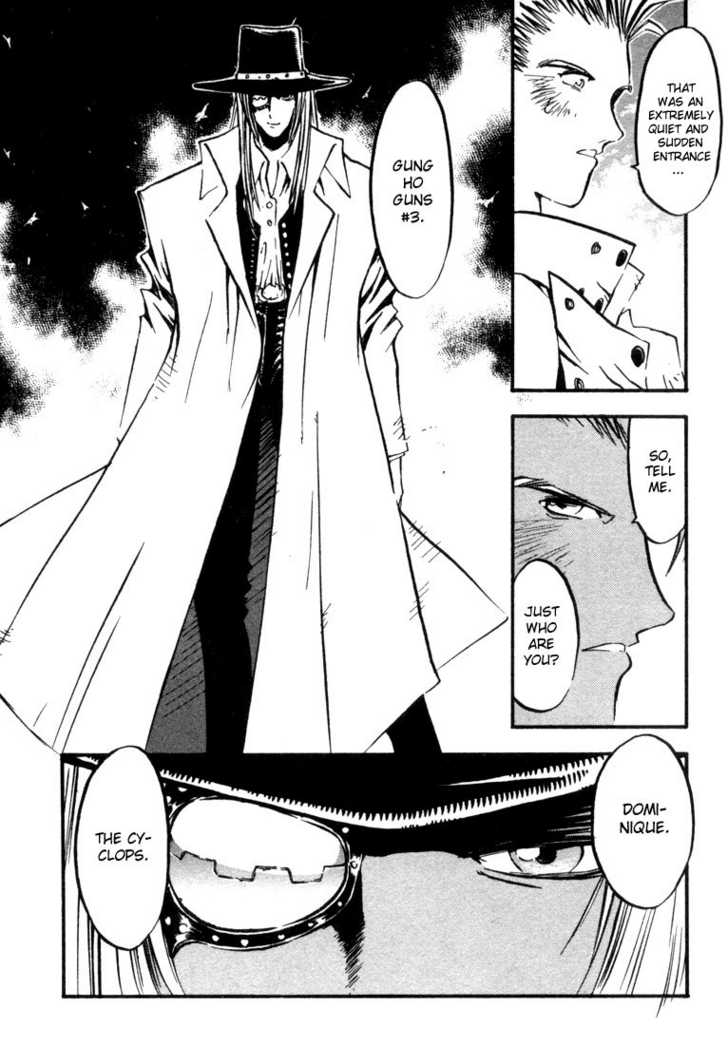 THAT
WAS AN
EXTREMELY
QUIET AND
SUDDEN
ENTRANCE
...
SO,
TELL
ME.
JUST
WHO
ARE
YOU?
GUNG
HO
GUNS
#3.
DOMI-
NIQUE.
THE CY-
CLOPS.